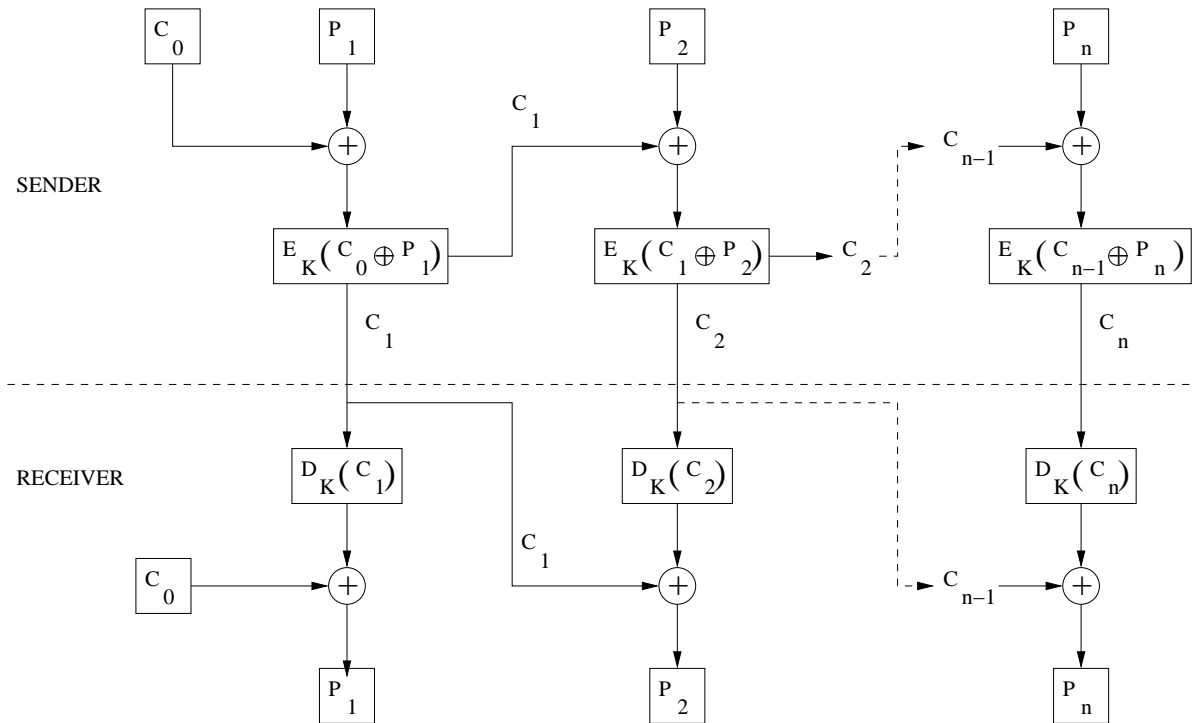 C0 P1 P2 Pn
C1
+ + Cn−1 +
SENDER
EK(C0 ⊕ P1) EK(C1 ⊕ P2) C2 EK(Cn−1 ⊕ Pn)
C1 C2 Cn
RECEIVER DK(C1) DK(C2) DK(Cn)
C1
C0 + + Cn−1 +
P1 P2 Pn